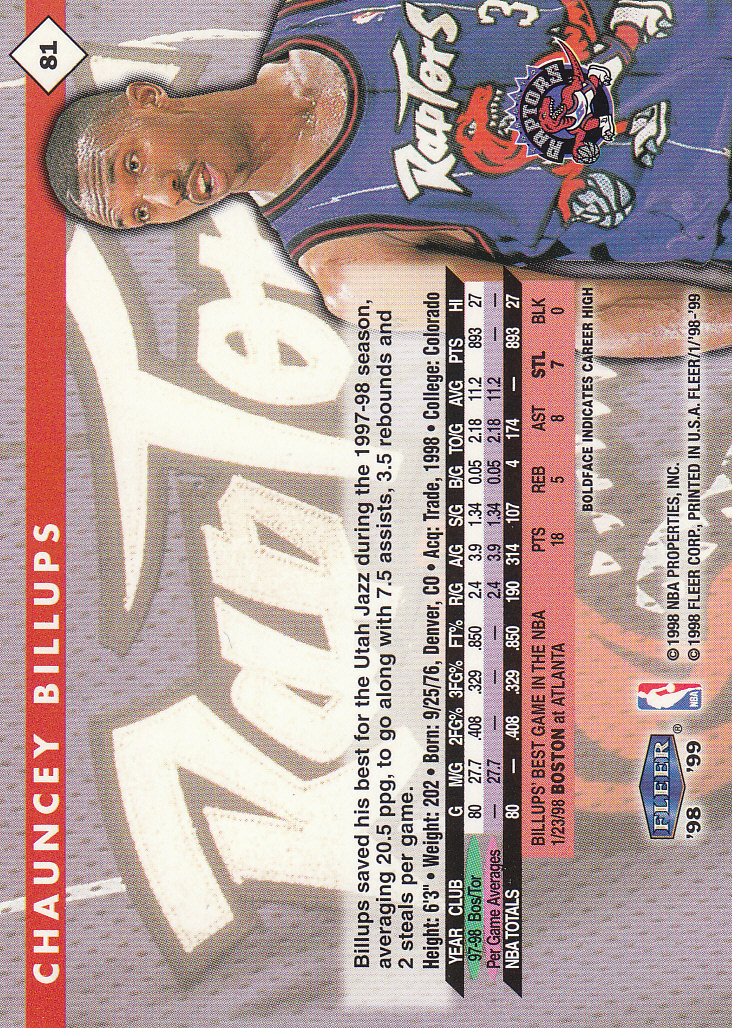 81
CHAUNCEY BILLUPS
RapTors
3
RAPTORS
RapTo
Billups saved his best for the Utah Jazz during the 1997-98 season,
averaging 20.5 ppg, to go along with 7.5 assists, 3.5 rebounds and
2 steals per game.
Height: 6'3" • Weight: 202 • Born: 9/25/76, Denver, CO • Acq: Trade, 1998 • College: Colorado
YEAR CLUB G M/G 2FG% 3FG% FT% R/G A/G S/G B/G TO/G AVG PTS HI
97-98 Bos/Tor 80 27.7 .408 .329 .850 2.4 3.9 1.34 0.05 2.18 11.2 893 27
Per Game Averages — 27.7 — — — 2.4 3.9 1.34 0.05 2.18 11.2 — —
NBA TOTALS 80 — .408 .329 .850 190 314 107 4 174 — 893 27
BILLUPS' BEST GAME IN THE NBA PTS REB AST STL BLK
1/23/98 BOSTON at ATLANTA 18 5 8 7 0
BOLDFACE INDICATES CAREER HIGH
FLEER®
'98 '99
NBA
© 1998 NBA PROPERTIES, INC.
© 1998 FLEER CORP., PRINTED IN U.S.A. FLEER/1/'98-'99